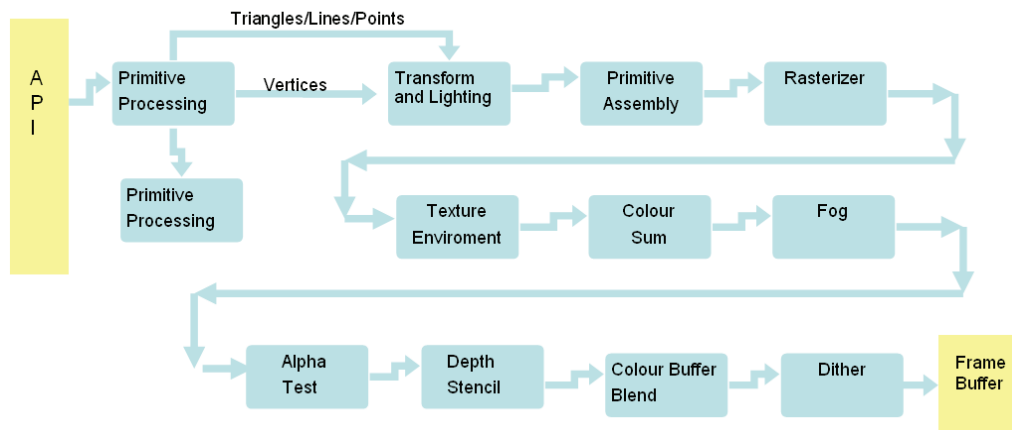 Triangles/Lines/Points
A
P
I
Primitive
Processing
Vertices
Transform
and Lighting
Primitive
Assembly
Rasterizer
Primitive
Processing
Texture
Enviroment
Colour
Sum
Fog
Alpha
Test
Depth
Stencil
Colour Buffer
Blend
Dither
Frame
Buffer